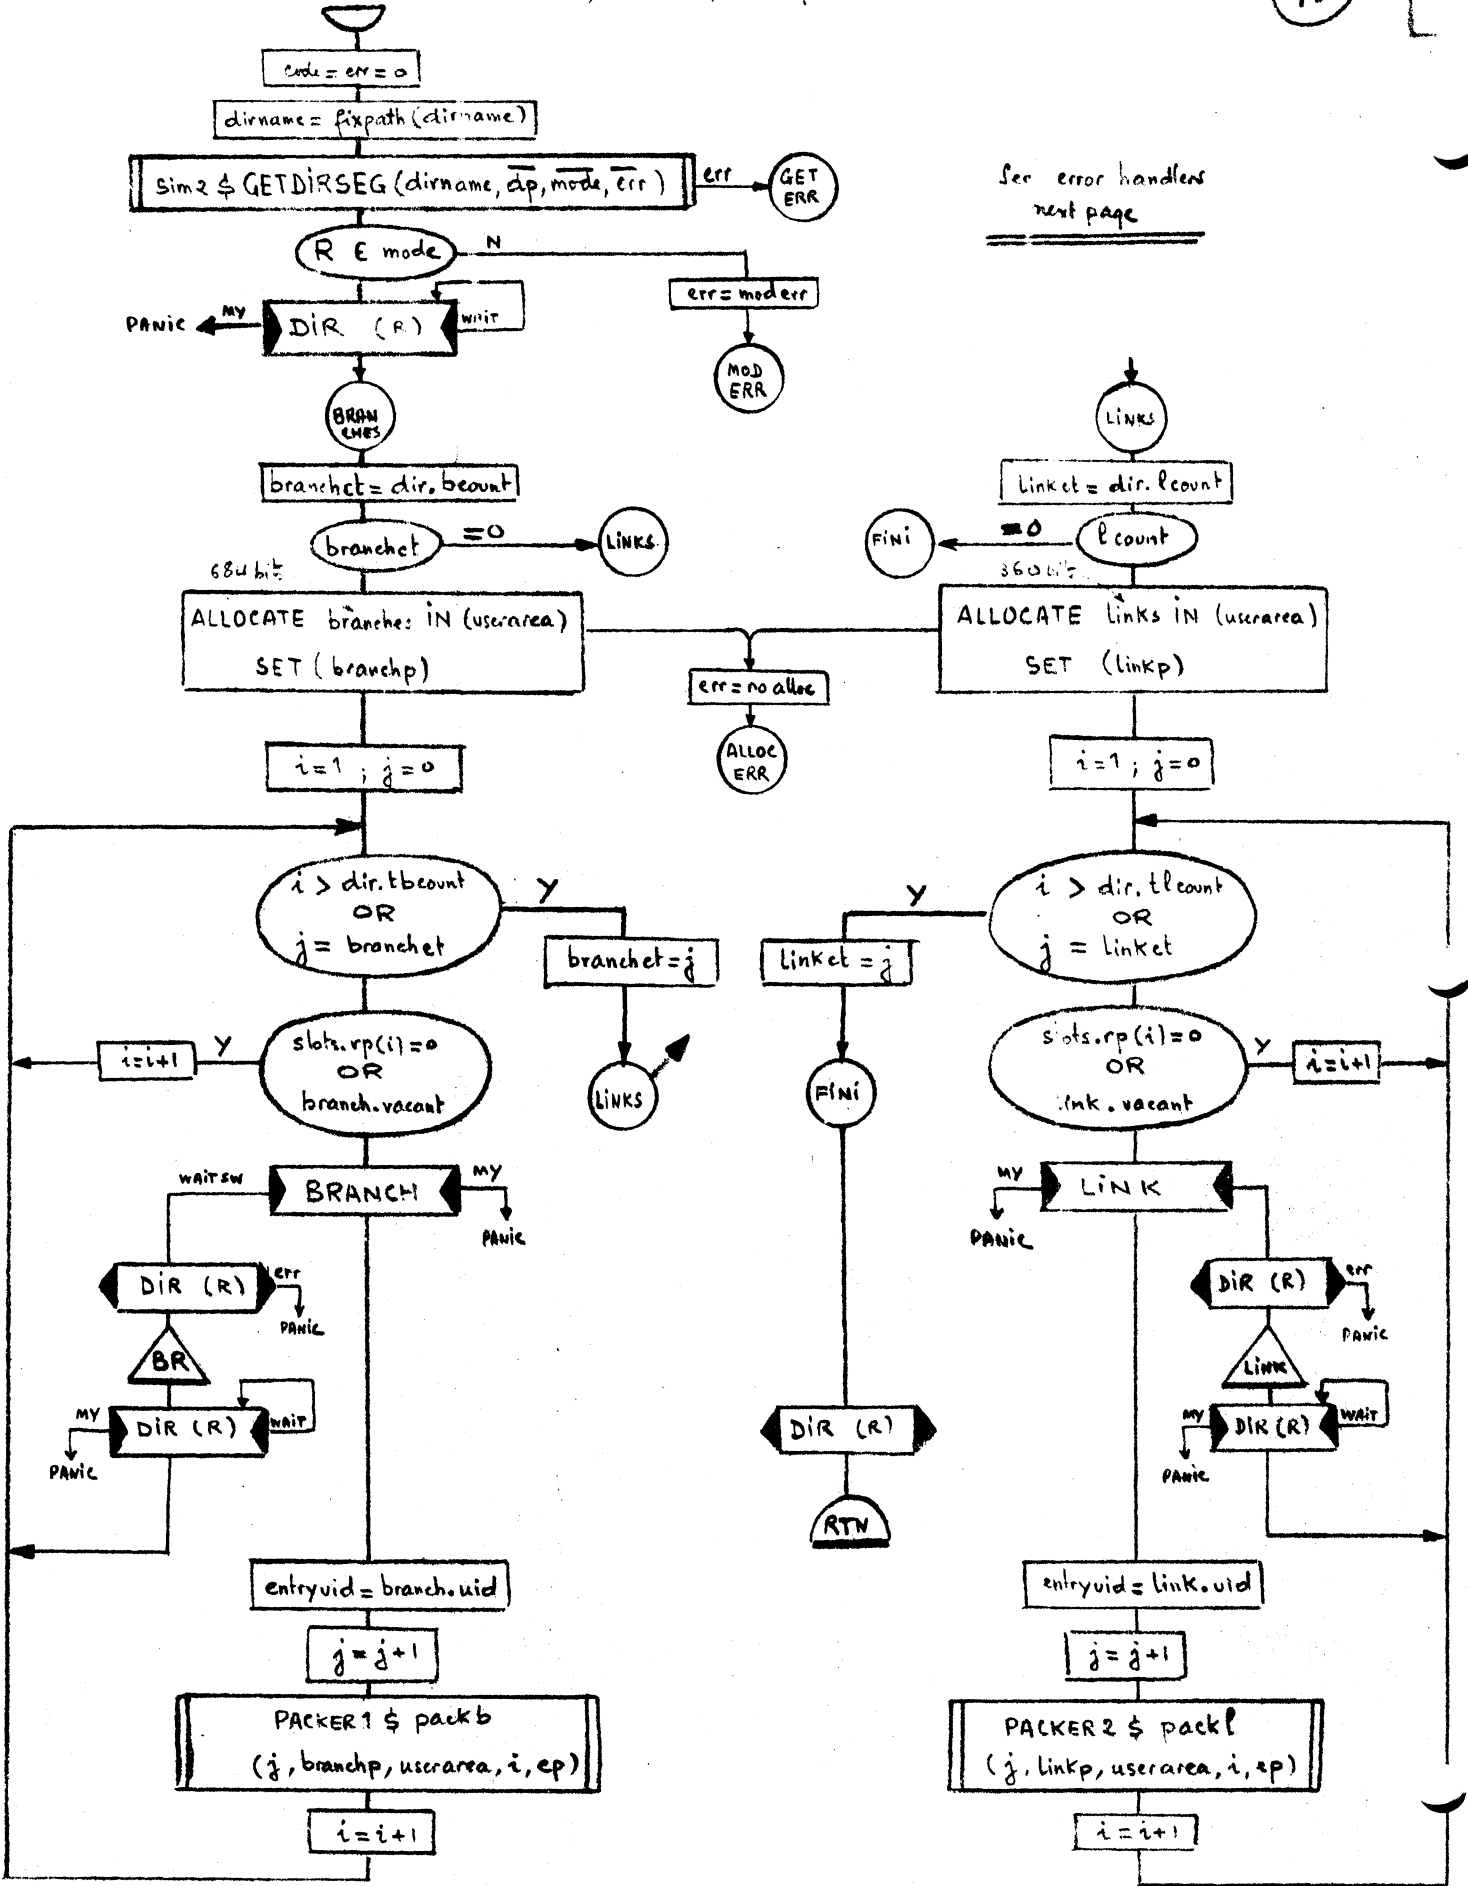 code = err = 0
dirname = fixpath (dirname)
sim2 $ GETDIRSEG (dirname, dp, mode, err)
err
GET
ERR
See error handlers
next page
R E mode
N
err = mod err
MOD
ERR
PANIC
MY
DIR (R)
WAIT
BRAN
CHES
branchct = dir. bcount
branchct
=0
LINKS
684 bits
ALLOCATE branches IN (userarea)
SET (branchp)
LINKS
linkct = dir. lcount
l count
=0
FINI
360 bits
ALLOCATE links IN (userarea)
SET (linkp)
err = no alloc
ALLOC
ERR
i=1 ; j=0
i=1 ; j=0
i > dir. tbcount
OR
j = branchct
Y
branchct = j
LINKS
slots.rp(i)=0
OR
branch.vacant
Y
i=i+1
i > dir. tlcount
OR
j = linkct
Y
linkct = j
FINI
slots.rp(i)=0
OR
link.vacant
Y
i=i+1
WAITSW
BRANCH
MY
PANIC
DIR (R)
err
PANIC
BR
MY
DIR (R)
WAIT
PANIC
MY
LINK
PANIC
DIR (R)
err
PANIC
LINK
MY
DIR (R)
WAIT
PANIC
DIR (R)
RTN
entryuid = branch.uid
j = j+1
PACKER1 $ packb
(j, branchp, userarea, i, ep)
i = i+1
entryuid = link.uid
j = j+1
PACKER2 $ packl
(j, linkp, userarea, i, ep)
i = i+1